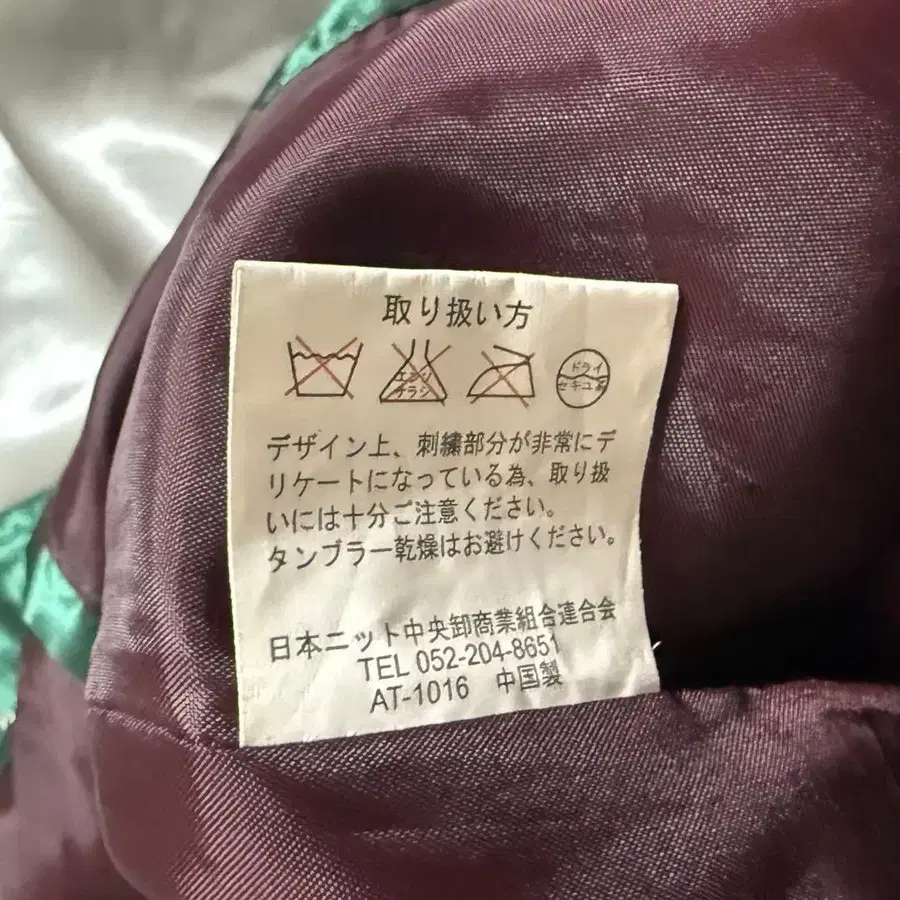 取り扱い方
エンソ ドライ
サラシ セキユ系
デザイン上、刺繍部分が非常にデ
リケートになっている為、取り扱
いには十分ご注意ください。
タンブラー乾燥はお避けください。
日本ニット中央卸商業組合連合会
TEL 052-204-8651
AT-1016 中国製